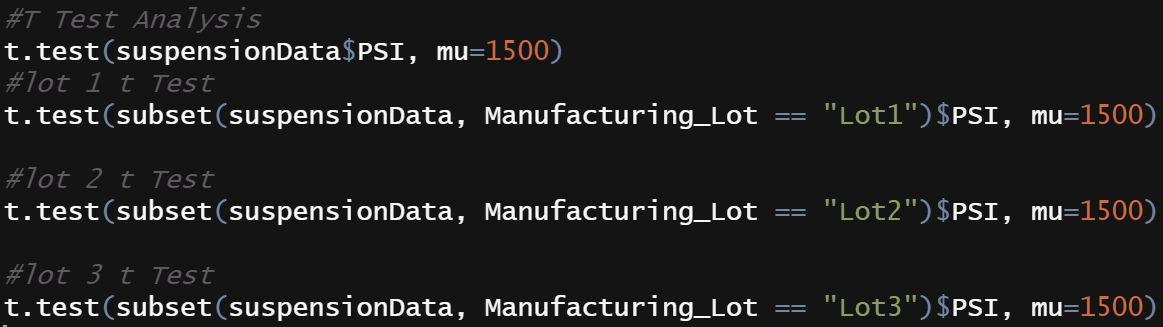 #T Test Analysis
t.test(suspensionData$PSI, mu=1500)
#lot 1 t Test
t.test(subset(suspensionData, Manufacturing_Lot == "Lot1")$PSI, mu=1500)
#lot 2 t Test
t.test(subset(suspensionData, Manufacturing_Lot == "Lot2")$PSI, mu=1500)
#lot 3 t Test
t.test(subset(suspensionData, Manufacturing_Lot == "Lot3")$PSI, mu=1500)